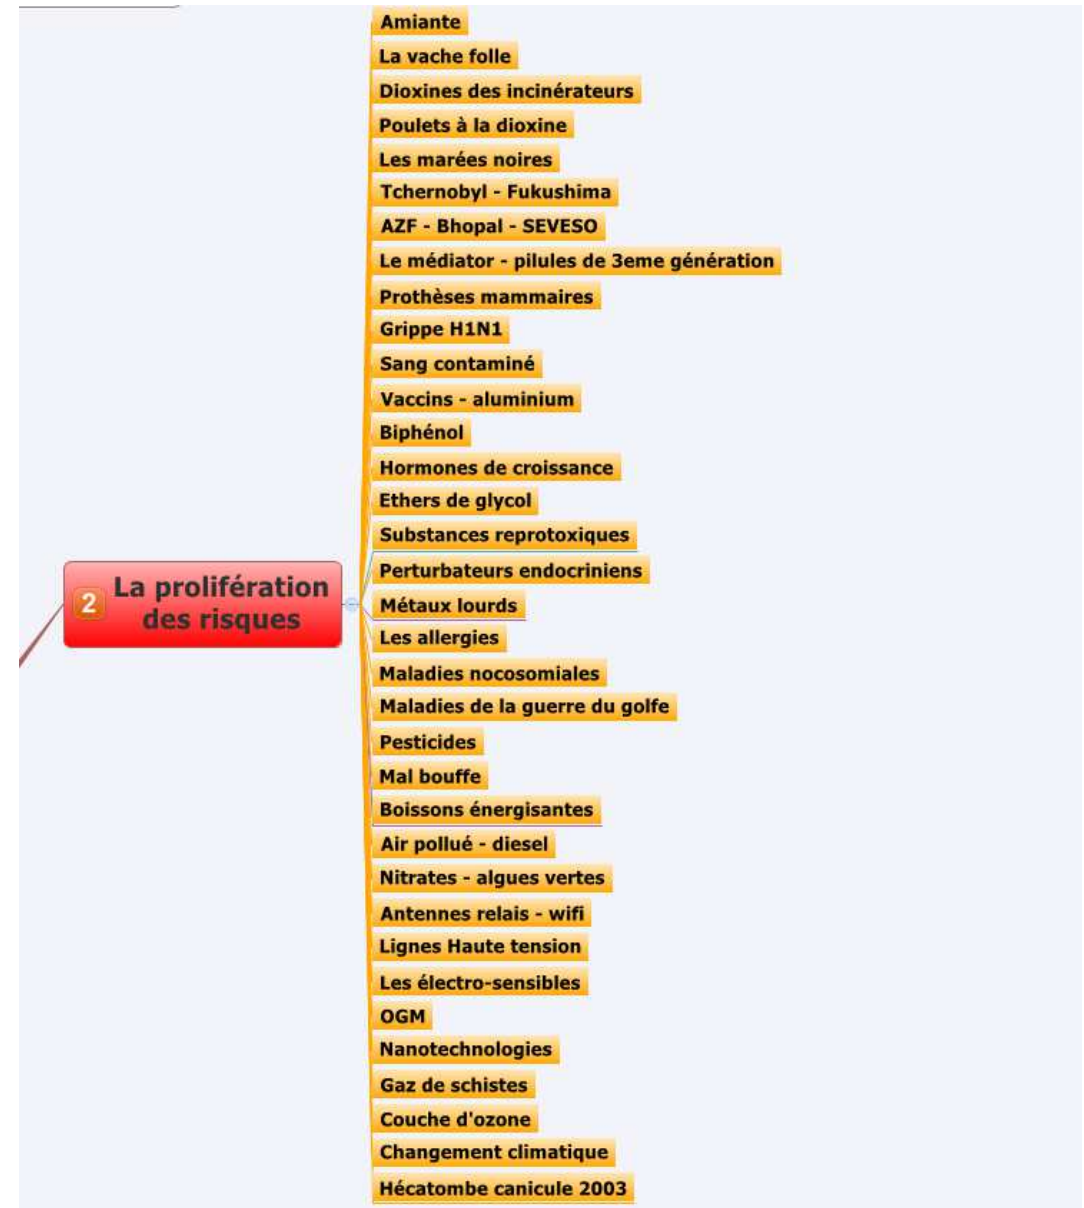 Amiante
La vache folle
Dioxines des incinérateurs
Poulets à la dioxine
Les marées noires
Tchernobyl - Fukushima
AZF - Bhopal - SEVESO
Le médiator - pilules de 3eme génération
Prothèses mammaires
Grippe H1N1
Sang contaminé
Vaccins - aluminium
Biphénol
Hormones de croissance
Ethers de glycol
Substances reprotoxiques
2 La prolifération
des risques
Perturbateurs endocriniens
Métaux lourds
Les allergies
Maladies nocosomiales
Maladies de la guerre du golfe
Pesticides
Mal bouffe
Boissons énergisantes
Air pollué - diesel
Nitrates - algues vertes
Antennes relais - wifi
Lignes Haute tension
Les électro-sensibles
OGM
Nanotechnologies
Gaz de schistes
Couche d'ozone
Changement climatique
Hécatombe canicule 2003